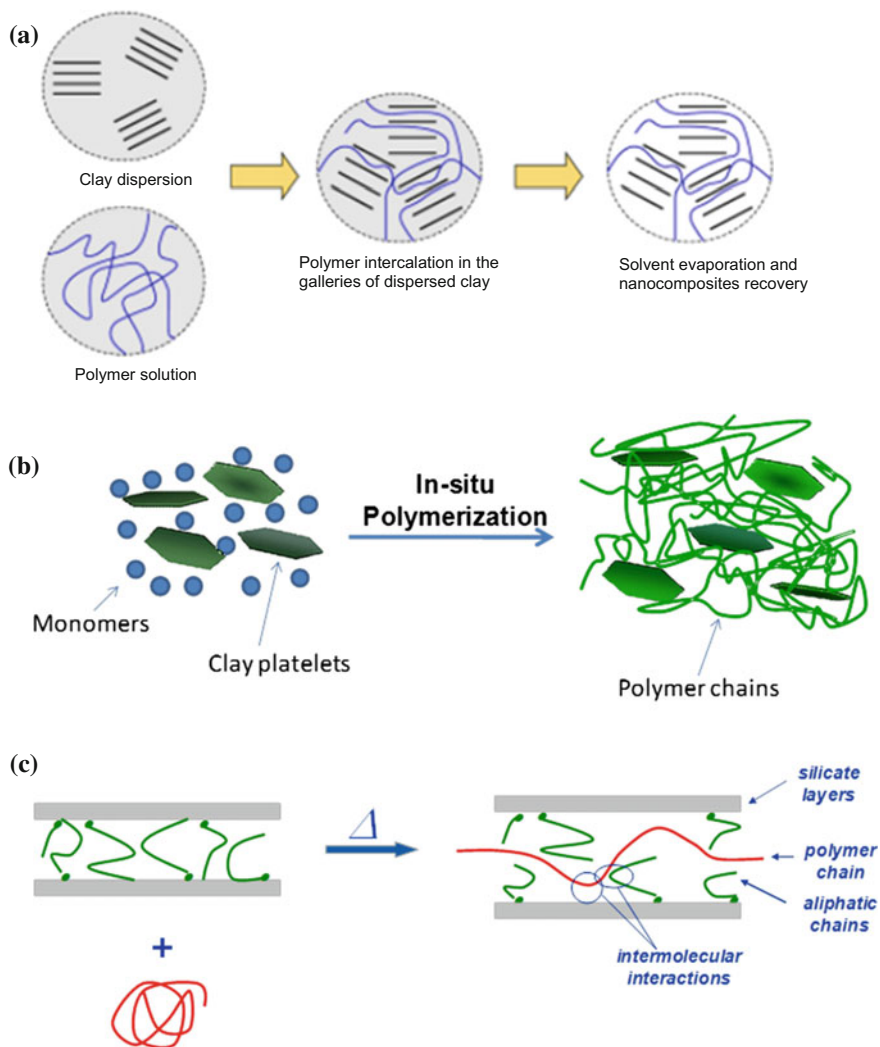 (a)
Clay dispersion
Polymer solution
Polymer intercalation in the
galleries of dispersed clay
Solvent evaporation and
nanocomposites recovery
(b)
Monomers
Clay platelets
In-situ
Polymerization
Polymer chains
(c)
+
Δ
silicate layers
polymer
chain
aliphatic
chains
intermolecular
interactions